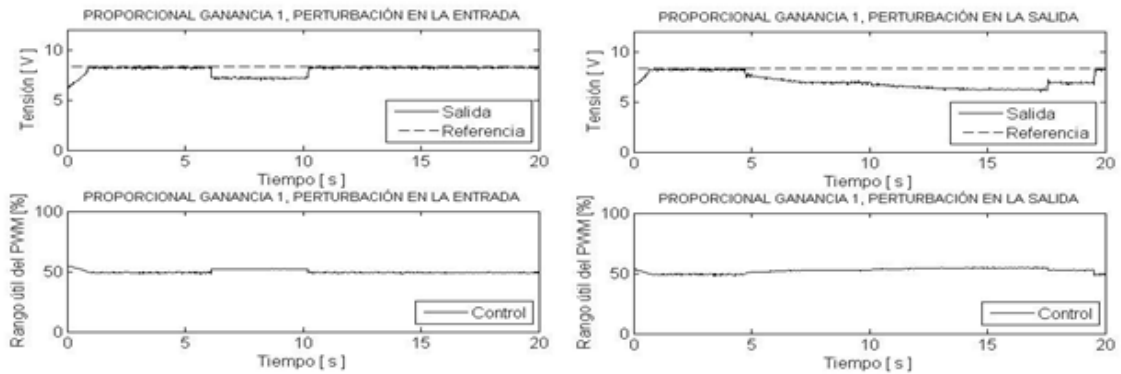 PROPORCIONAL GANANCIA 1, PERTURBACIÓN EN LA ENTRADA
Tensión [ V ]
10
5
0
Salida
Referencia
0 5 10 15 20
Tiempo [ s ]
PROPORCIONAL GANANCIA 1, PERTURBACIÓN EN LA ENTRADA
Rango útil del PWM [%]
100
50
0
Control
0 5 10 15 20
Tiempo [ s ]
PROPORCIONAL GANANCIA 1, PERTURBACIÓN EN LA SALIDA
Tensión [ V ]
10
5
0
Salida
Referencia
0 5 10 15 20
Tiempo [ s ]
PROPORCIONAL GANANCIA 1, PERTURBACIÓN EN LA SALIDA
Rango útil del PWM [%]
100
50
0
Control
0 5 10 15 20
Tiempo [ s ]